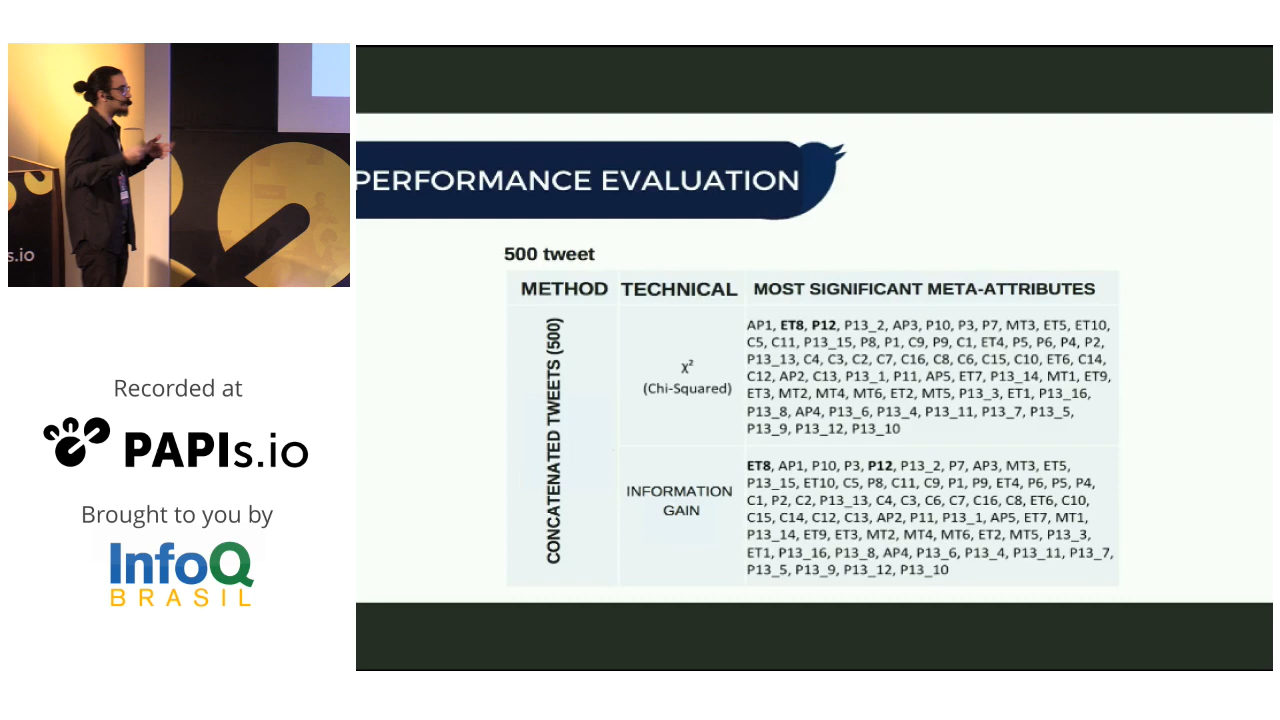 s.io
PERFORMANCE EVALUATION
500 tweet
METHOD TECHNICAL MOST SIGNIFICANT META-ATTRIBUTES
CONCATENATED TWEETS (500)
χ²
(Chi-Squared)
AP1, ET8, P12, P13_2, AP3, P10, P3, P7, MT3, ET5, ET10,
C5, C11, P13_15, P8, P1, C9, P9, C1, ET4, P5, P6, P4, P2,
P13_13, C4, C3, C2, C7, C16, C8, C6, C15, C10, ET6, C14,
C12, AP2, C13, P13_1, P11, AP5, ET7, P13_14, MT1, ET9,
ET3, MT2, MT4, MT6, ET2, MT5, P13_3, ET1, P13_16,
P13_8, AP4, P13_6, P13_4, P13_11, P13_7, P13_5,
P13_9, P13_12, P13_10
INFORMATION
GAIN
ET8, AP1, P10, P3, P12, P13_2, P7, AP3, MT3, ET5,
P13_15, ET10, C5, P8, C11, C9, P1, P9, ET4, P6, P5, P4,
C1, P2, C2, P13_13, C4, C3, C6, C7, C16, C8, ET6, C10,
C15, C14, C12, C13, AP2, P11, P13_1, AP5, ET7, MT1,
P13_14, ET9, ET3, MT2, MT4, MT6, ET2, MT5, P13_3,
ET1, P13_16, P13_8, AP4, P13_6, P13_4, P13_11, P13_7,
P13_5, P13_9, P13_12, P13_10
Recorded at
PAPIs.io
Brought to you by
InfoQ
BRASIL